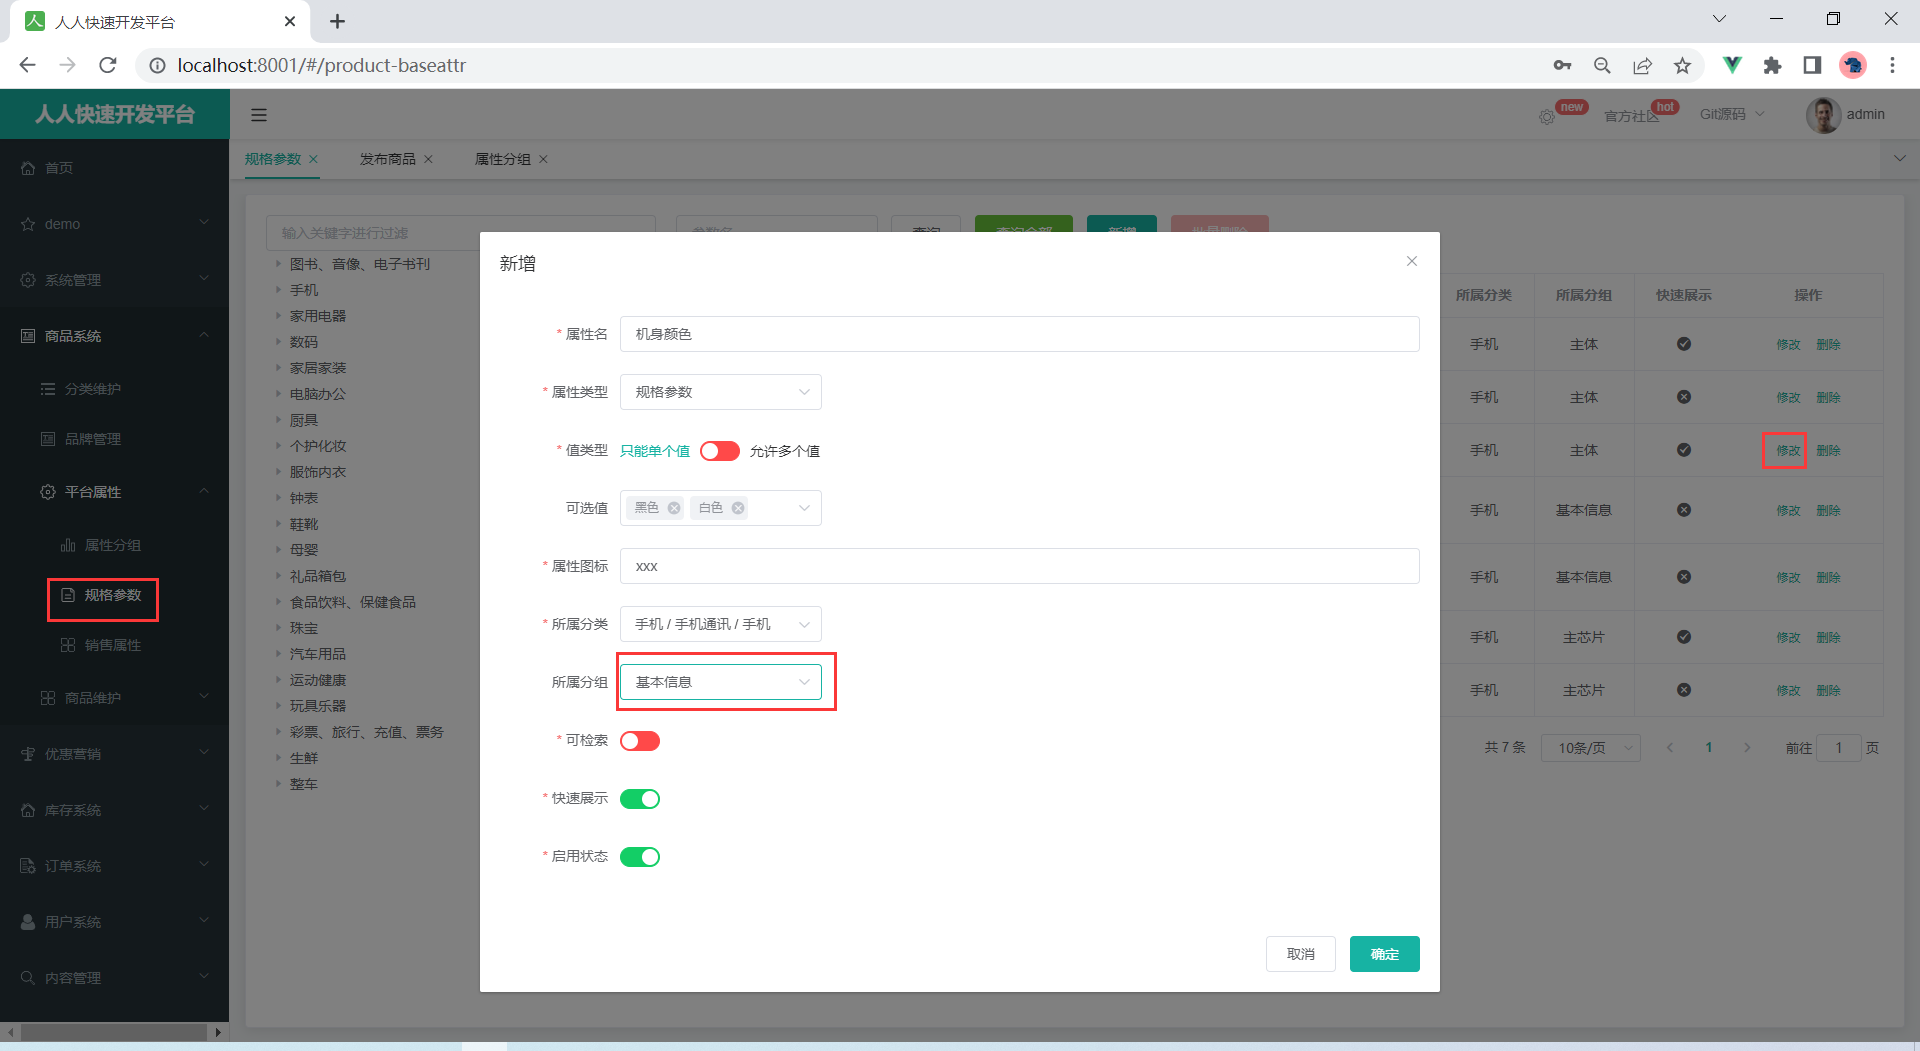 人人快速开发平台
localhost:8001/#/product-baseattr
人人快速开发平台
new
官方社区
hot
Git源码
admin
首页
demo
系统管理
商品系统
分类维护
品牌管理
平台属性
属性分组
规格参数
销售属性
商品维护
优惠营销
库存系统
订单系统
用户系统
内容管理
规格参数
发布商品
属性分组
输入关键字进行过滤
参数名
查询
查询全部
新增
批量删除
图书、音像、电子书刊
手机
家用电器
数码
家居家装
电脑办公
厨具
个护化妆
服饰内衣
钟表
鞋靴
母婴
礼品箱包
食品饮料、保健食品
珠宝
汽车用品
运动健康
玩具乐器
彩票、旅行、充值、票务
生鲜
整车
新增
* 属性名 机身颜色
* 属性类型 规格参数
* 值类型 只能单个值 允许多个值
可选值 黑色 白色
* 属性图标 xxx
* 所属分类 手机 / 手机通讯 / 手机
所属分组 基本信息
* 可检索
* 快速展示
* 启用状态
取消 确定
所属分类 所属分组 快速展示 操作
手机 主体 修改 删除
手机 主体 修改 删除
手机 主体 修改 删除
手机 基本信息 修改 删除
手机 基本信息 修改 删除
手机 主芯片 修改 删除
手机 主芯片 修改 删除
共 7 条 10条/页 1 前往 1 页